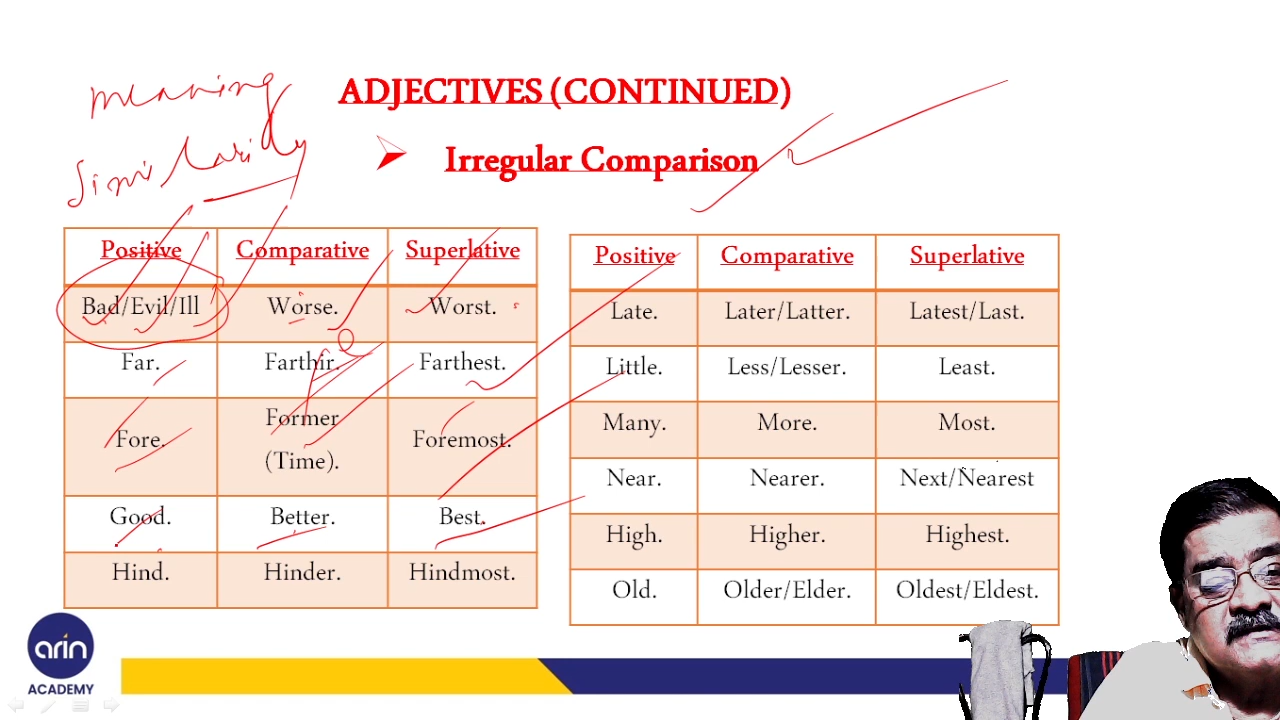 meaning
similarity
ADJECTIVES (CONTINUED)
Irregular Comparison
Positive Comparative Superlative
Bad/Evil/Ill Worse. Worst.
Far. Farthir. Farthest.
Fore. Former (Time). Foremost.
Good. Better. Best.
Hind. Hinder. Hindmost.
Positive Comparative Superlative
Late. Later/Latter. Latest/Last.
Little. Less/Lesser. Least.
Many. More. Most.
Near. Nearer. Next/Nearest
High. Higher. Highest.
Old. Older/Elder. Oldest/Eldest.
arin
ACADEMY